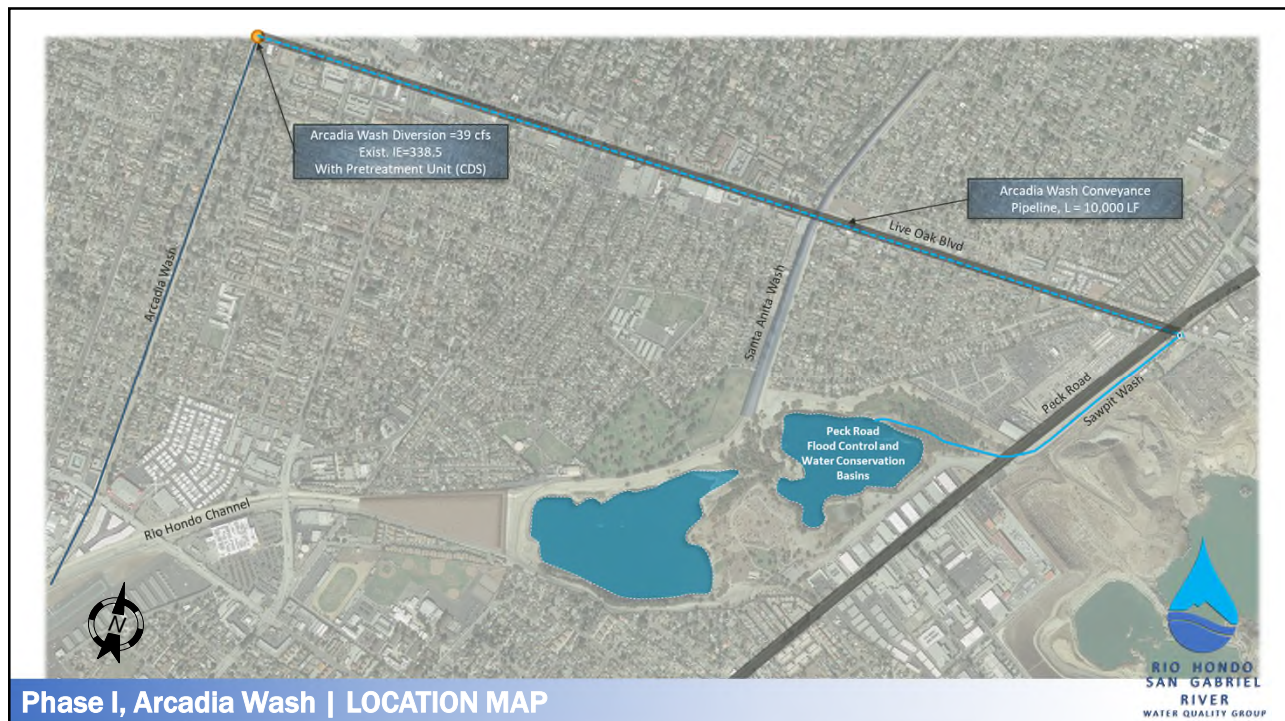 Arcadia Wash Diversion =39 cfs
Exist. IE=338.5
With Pretreatment Unit (CDS)
Arcadia Wash Conveyance
Pipeline, L = 10,000 LF
Live Oak Blvd
Arcadia Wash
Santa Anita Wash
Peck Road
Sawpit Wash
Peck Road
Flood Control and
Water Conservation
Basins
Rio Hondo Channel
N
RIO HONDO
SAN GABRIEL
RIVER
WATER QUALITY GROUP
Phase I, Arcadia Wash | LOCATION MAP